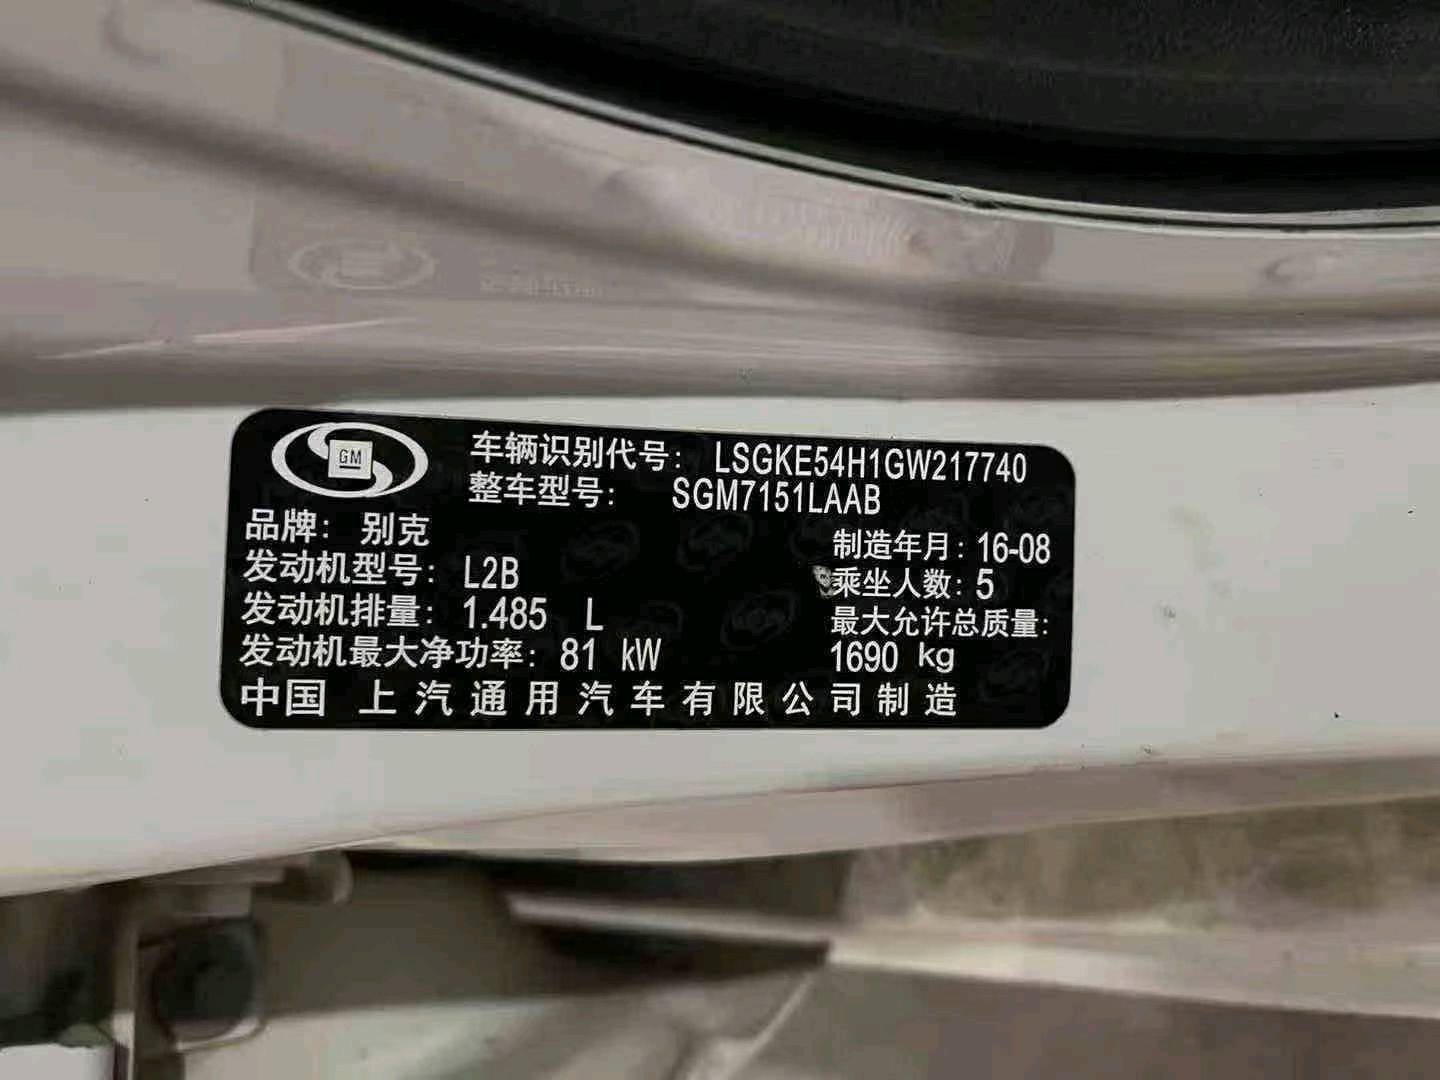 GM
车辆识别代号: LSGKE54H1GW217740
整车型号: SGM7151LAAB
品牌: 别克
制造年月: 16-08
发动机型号: L2B
乘坐人数: 5
发动机排量: 1.485 L
最大允许总质量:
1690 kg
发动机最大净功率: 81 kW
中国 上汽通用汽车有限公司制造